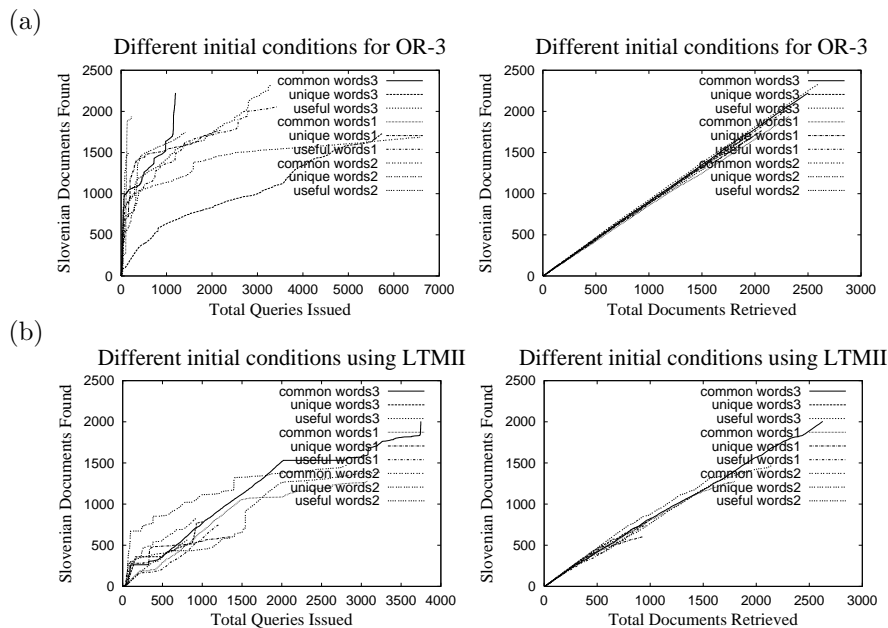 (a)
Different initial conditions for OR-3
Slovenian Documents Found
2500
2000
1500
1000
500
0
common words3
unique words3
useful words3
common words1
unique words1
useful words1
common words2
unique words2
useful words2
0 1000 2000 3000 4000 5000 6000 7000
Total Queries Issued
Different initial conditions for OR-3
Slovenian Documents Found
2500
2000
1500
1000
500
0
common words3
unique words3
useful words3
common words1
unique words1
useful words1
common words2
unique words2
useful words2
0 500 1000 1500 2000 2500 3000
Total Documents Retrieved
(b)
Different initial conditions using LTMII
Slovenian Documents Found
2500
2000
1500
1000
500
0
common words3
unique words3
useful words3
common words1
unique words1
useful words1
common words2
unique words2
useful words2
0 500 1000 1500 2000 2500 3000 3500 4000
Total Queries Issued
Different initial conditions using LTMII
Slovenian Documents Found
2500
2000
1500
1000
500
0
common words3
unique words3
useful words3
common words1
unique words1
useful words1
common words2
unique words2
useful words2
0 500 1000 1500 2000 2500 3000
Total Documents Retrieved